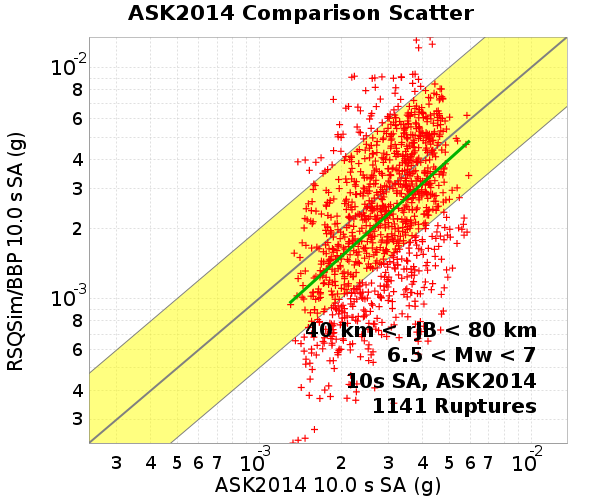 ASK2014 Comparison Scatter
RSQSim/BBP 10.0 s SA (g)
10-2
8
6
4
3
2
10-3
8
6
4
3
40 km < rJB < 80 km
6.5 < Mw < 7
10s SA, ASK2014
1141 Ruptures
3 4 5 6 7 10-3 2 3 4 5 6 7 10-2
ASK2014 10.0 s SA (g)